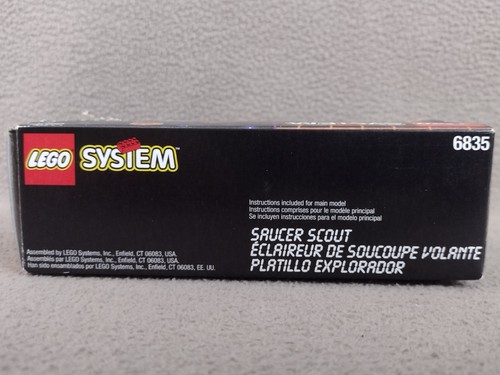 LEGO SYSTEM™
6835
Instructions included for main model
Instructions comprises pour le modèle principal
Se incluyen instrucciones para el modelo principal
SAUCER SCOUT
ÉCLAIREUR DE SOUCOUPE VOLANTE
PLATILLO EXPLORADOR
Assembled by LEGO Systems, Inc., Enfield, CT 06083, USA.
Assemblés par LEGO Systems, Inc., Enfield, CT 06083, USA.
Han sido ensamblados por LEGO Systems, Inc., Enfield, CT 06083, EE. UU.